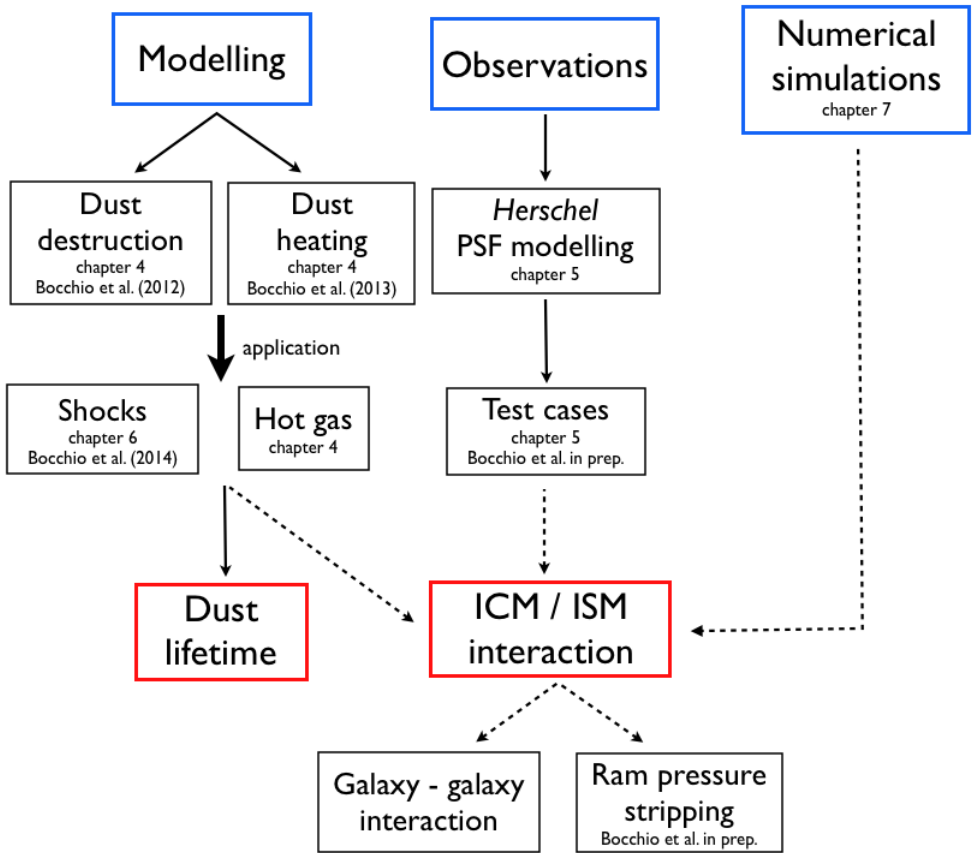 Modelling
Observations
Numerical
simulations
chapter 7
Dust
destruction
chapter 4
Bocchio et al. (2012)
Dust
heating
chapter 4
Bocchio et al. (2013)
Herschel
PSF modelling
chapter 5
application
Shocks
chapter 6
Bocchio et al. (2014)
Hot gas
chapter 4
Test cases
chapter 5
Bocchio et al. in prep.
Dust
lifetime
ICM / ISM
interaction
Galaxy - galaxy
interaction
Ram pressure
stripping
Bocchio et al. in prep.